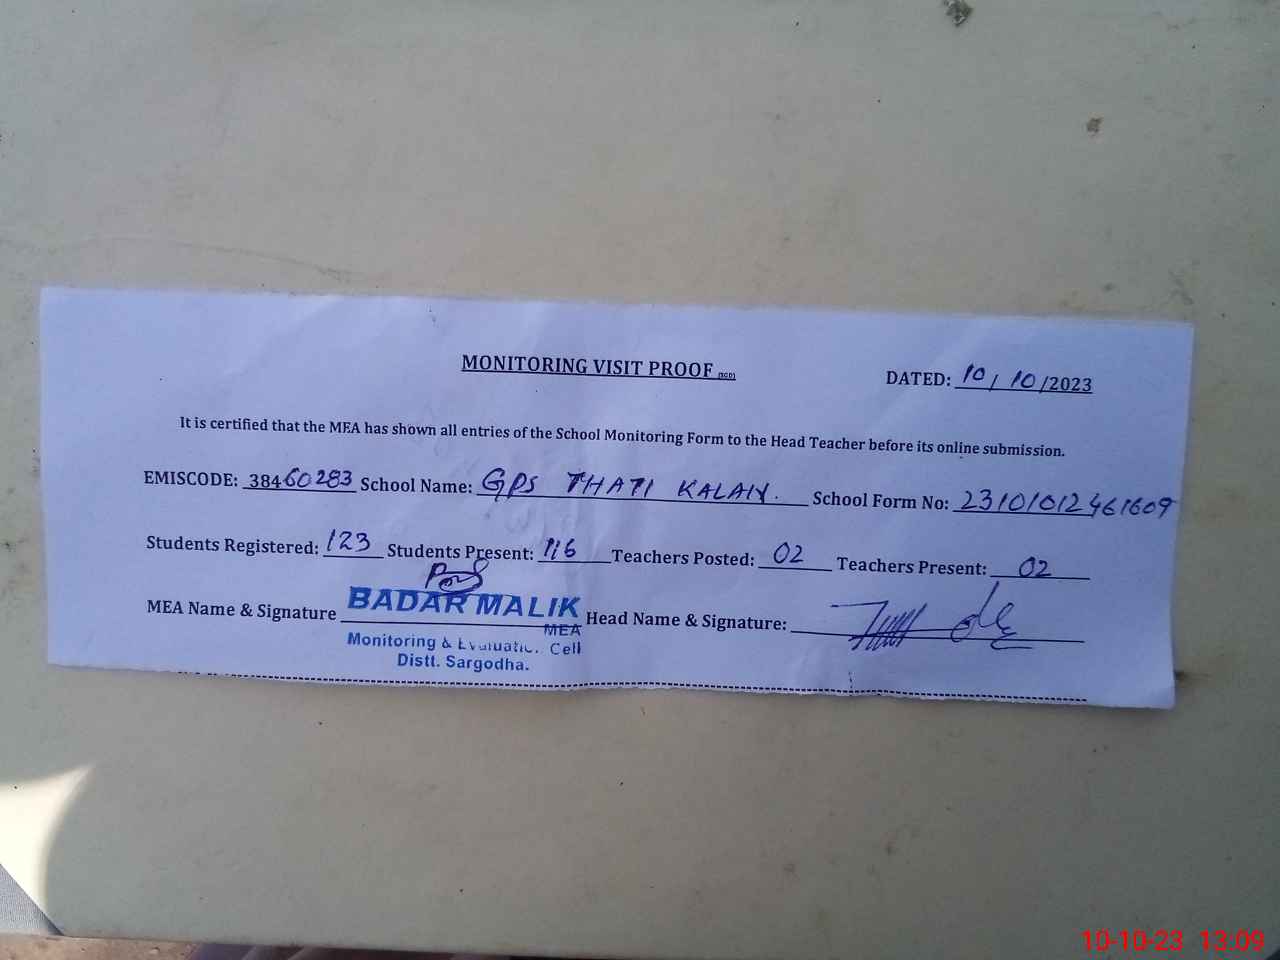 MONITORING VISIT PROOF
DATED: 10/10/2023
It is certified that the MEA has shown all entries of the School Monitoring Form to the Head Teacher before its online submission.
EMISCODE: 38460283 School Name: GPS THATI KALAN. School Form No: 23101012461609
Students Registered: 123 Students Present: 116 Teachers Posted: 02 Teachers Present: 02
MEA Name & Signature BADAR MALIK Head Name & Signature:
MEA
Monitoring & Evaluatic. Cell
Distt. Sargodha.
10-10-23 13:09